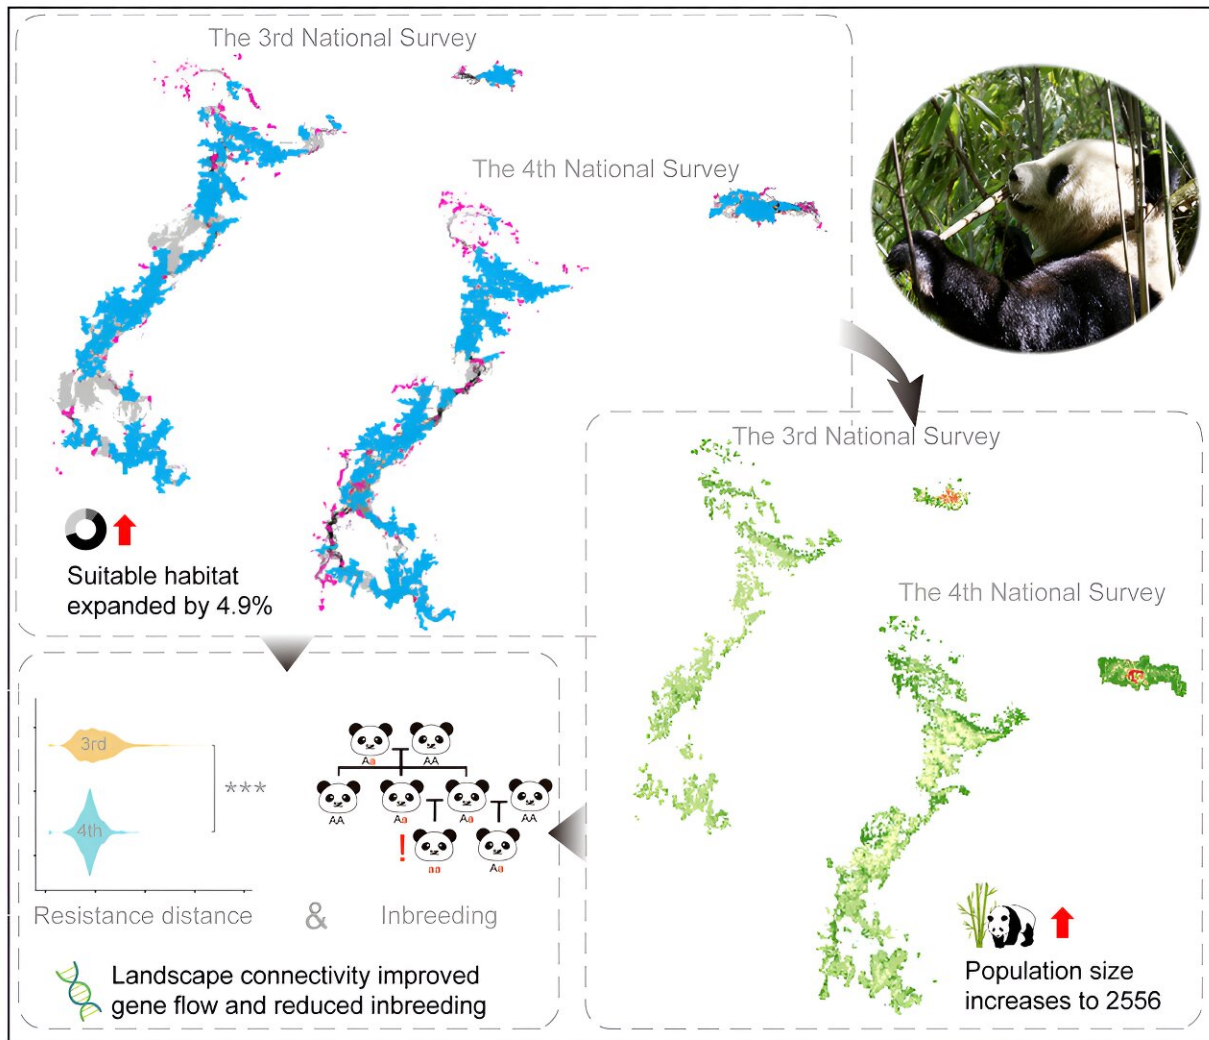 The 3rd National Survey
The 4th National Survey
Suitable habitat
expanded by 4.9%
The 3rd National Survey
The 4th National Survey
Population size
increases to 2556
3rd
4th
***
Aa
AA
AA
Aa
Aa
AA
!
aa
Aa
Resistance distance
&
Inbreeding
Landscape connectivity improved
gene flow and reduced inbreeding